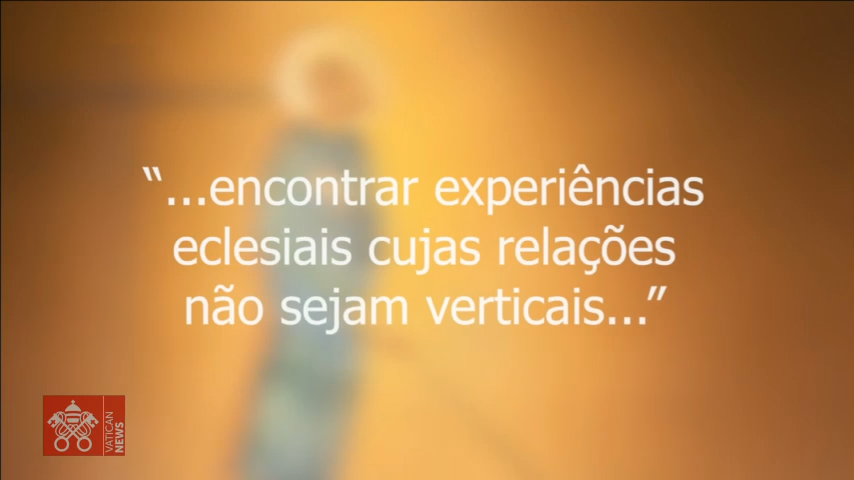 “...encontrar experiências
eclesiais cujas relações
não sejam verticais...”
VATICAN
NEWS